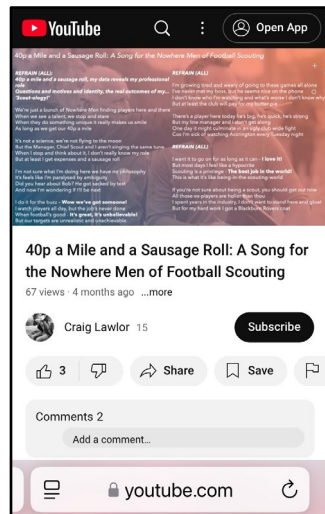 YouTube
Open App
40p a Mile and a Sausage Roll: A Song for the Nowhere Men of Football Scouting
REFRAIN (ALL):
40p a mile and a sausage roll, my data reveals my professional
role
Questions and motives and identity, the real outcomes of my...
"Scout-ology!"
We're just a bunch of Nowhere Men finding players here and there
When we see a talent, we stop and stare
When they do something unique it really makes us smile
As long as we get our 40p a mile
It's not a science, we're not flying to the moon
But the Manager, Chief Scout and I aren't singing the same tune
When I stop and think about it, I don't really know my role
But at least I get expenses and a sausage roll
I'm not sure what I'm doing here as we have no philosophy
It's feels like I'm paralysed by ambiguity
Did you hear about Bob? He got sacked by text
And now I'm wondering if I'll be next
I do it for the buzz - Wow we've got someone!
I watch players all day, but the job's never done
When football's good - It's great, it's unbelievable!
But our targets are unrealistic and unachievable
REFRAIN (ALL)
I'm growing tired and weary of going to these games all alone
I've never met my boss, but he seems nice on the phone
I don't know who I'm watching and what's worse I don't know
But at least the club will pay for my butter pie
There's a player here today he's big, he's quick, he's strong
But my line manager and I don't get along
One day it might culminate in an ugly club wide fight
Cos I'm sick of watching Accrington every Tuesday night
REFRAIN (ALL)
I want it to go on for as long as it can - I love it!
But most days I feel like a hypocrite
Scouting is a privilege - The best job in the world!
This is what it's like being in the scouting world
If you're not sure about being a scout, you should get out now
All those ex players are holier than thou
I spent years in the industry, I don't want to stand here and gloat
But for my hard work I got a Blackburn Rovers coat
40p a Mile and a Sausage Roll: A Song for
the Nowhere Men of Football Scouting
67 views · 4 months ago ...more
Craig Lawlor 15
Subscribe
3
Share
Save
Comments 2
Add a comment...
youtube.com